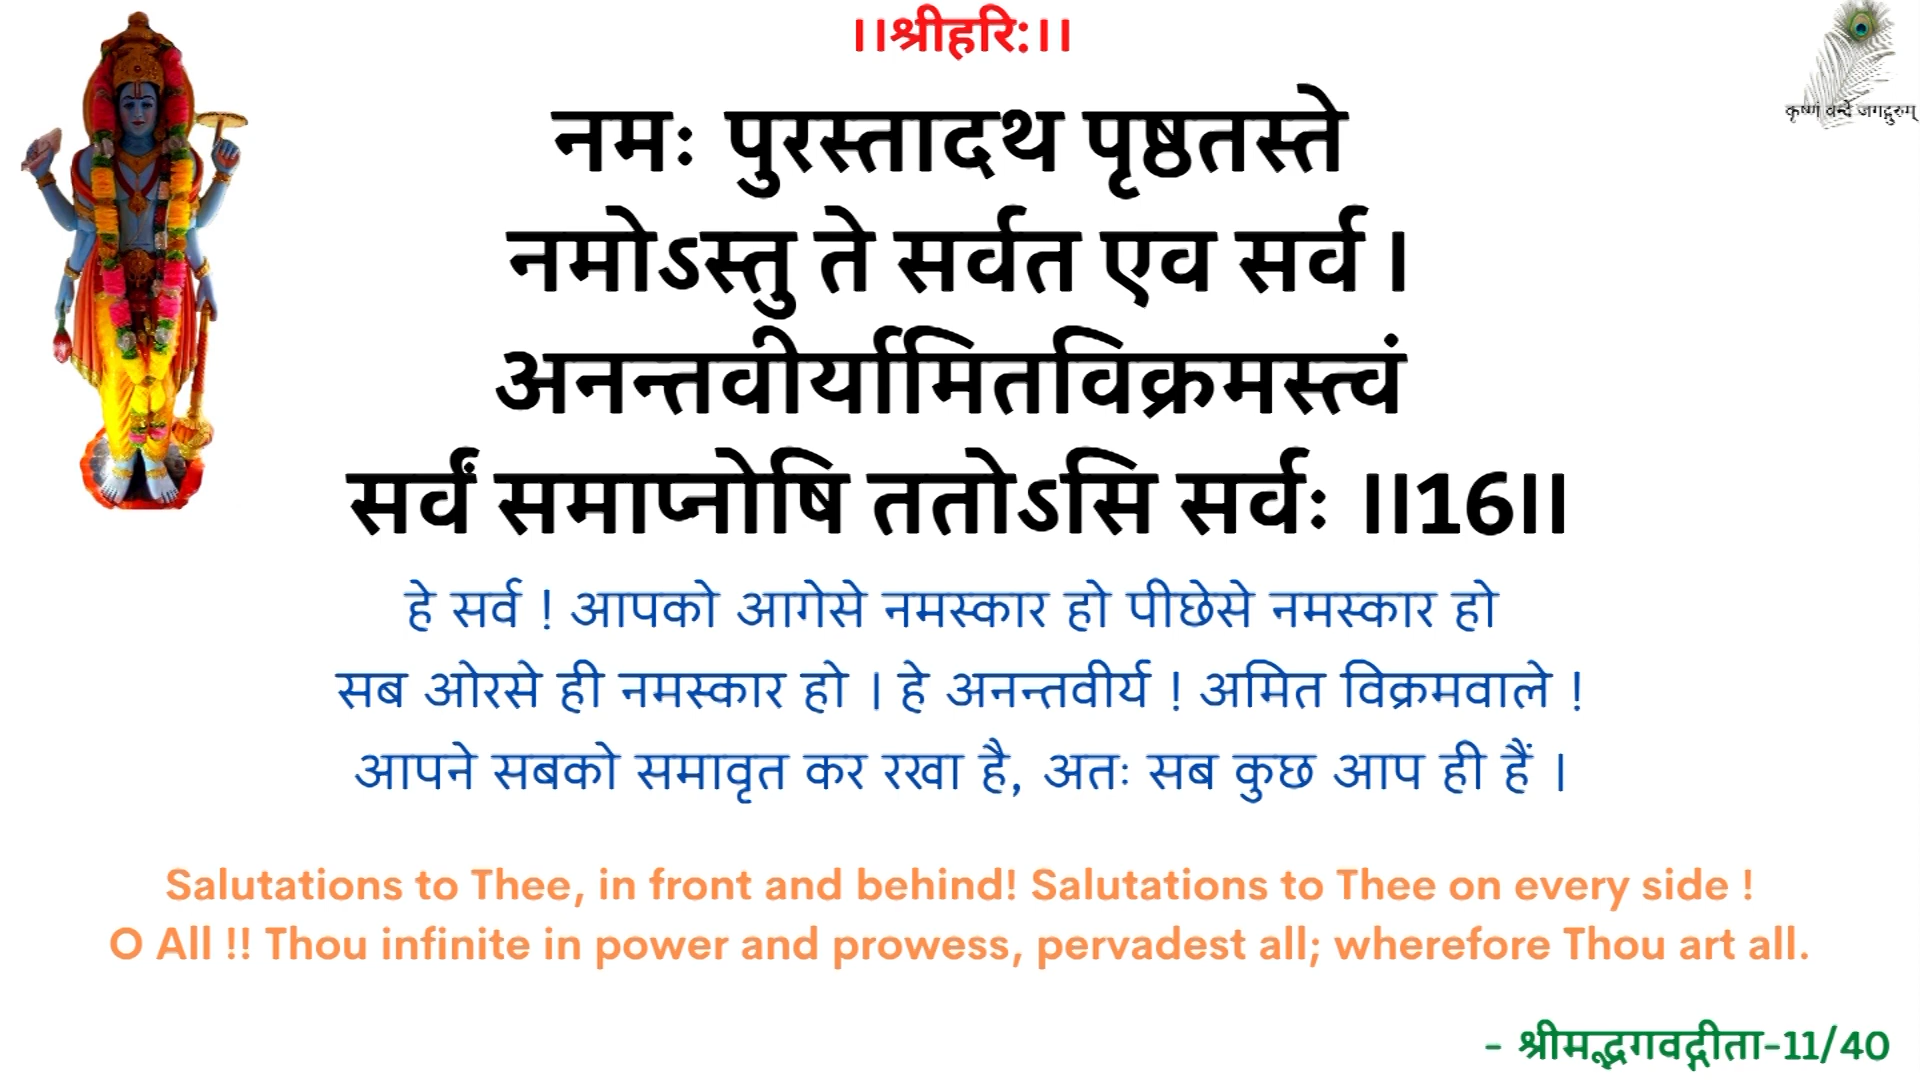 ।।श्रीहरि:।।
कृष्णं वन्दे जगद्गुरुम्
नमः पुरस्तादथ पृष्ठतस्ते
नमोऽस्तु ते सर्वत एव सर्व ।
अनन्तवीर्यामितविक्रमस्त्वं
सर्वं समाप्नोषि ततोऽसि सर्वः ।।16।।
हे सर्व ! आपको आगेसे नमस्कार हो पीछेसे नमस्कार हो
सब ओरसे ही नमस्कार हो । हे अनन्तवीर्य ! अमित विक्रमवाले !
आपने सबको समावृत कर रखा है, अतः सब कुछ आप ही हैं ।
Salutations to Thee, in front and behind! Salutations to Thee on every side !
O All !! Thou infinite in power and prowess, pervadest all; wherefore Thou art all.
- श्रीमद्भगवद्गीता-11/40